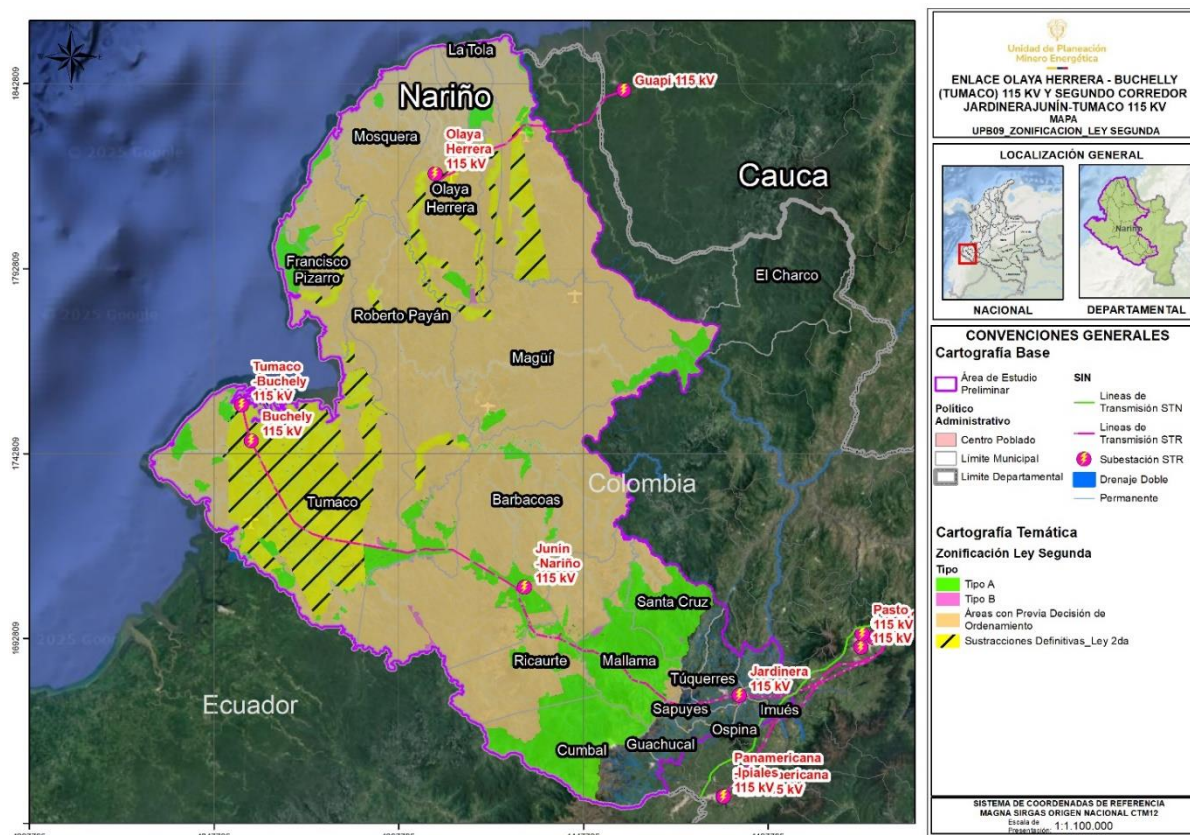 La Tola
Guapi 115 kV
Nariño
Mosquera
Olaya
Herrera
115 kV
Olaya
Herrera
Cauca
© 2025 Google
Francisco
Pizarro
El Charco
Roberto Payán
Magüí
Tumaco
-Buchely
115 kV
Buchely
115 kV
Tumaco
Barbacoas
Colombia
Junín
-Nariño
115 kV
Santa Cruz
Pasto
115 kV
115 kV
Ricaurte
Mallama
Túquerres
Jardinera
115 kV
Sapuyes
Imués
Ospina
Guachucal
Cumbal
Ecuador
Panamericana
-Ipiales
115 kV
1842809
1792809
1742809
1692809
Unidad de Planeación
Minero Energética
ENLACE OLAYA HERRERA - BUCHELLY
(TUMACO) 115 KV Y SEGUNDO CORREDOR
JARDINERAJUNÍN-TUMACO 115 KV
MAPA
UPB09_ZONIFICACION_LEY SEGUNDA
LOCALIZACIÓN GENERAL
Nariño
NACIONAL
DEPARTAMENTAL
CONVENCIONES GENERALES
Cartografía Base
Área de Estudio
Preliminar
Político
Administrativo
Centro Poblado
Límite Municipal
Límite Departamental
SIN
Lineas de
Transmisión STN
Lineas de
Transmisión STR
Subestación STR
Drenaje Doble
Permanente
Cartografía Temática
Zonificación Ley Segunda
Tipo
Tipo A
Tipo B
Áreas con Previa Decisión de
Ordenamiento
Sustracciones Definitivas_Ley 2da
SISTEMA DE COORDENADAS DE REFERENCIA
MAGNA SIRGAS ORIGEN NACIONAL CTM12
Escala de
Presentación: 1:1.100.000